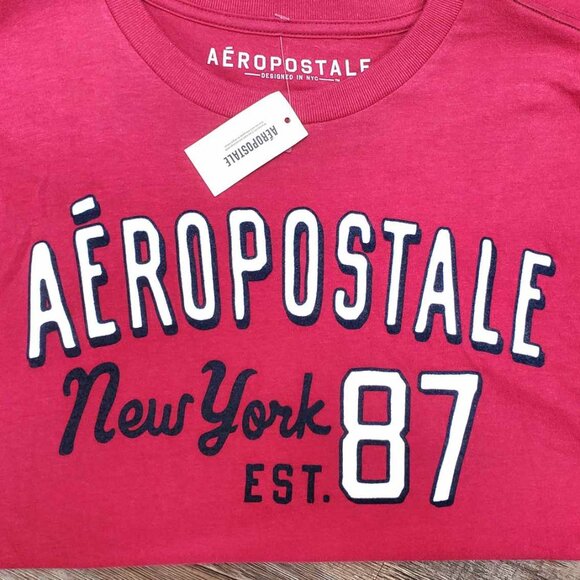 AÉROPOSTALE
DESIGNED IN NYC
AÉROPOSTALE
AÉROPOSTALE
New York 87
EST.